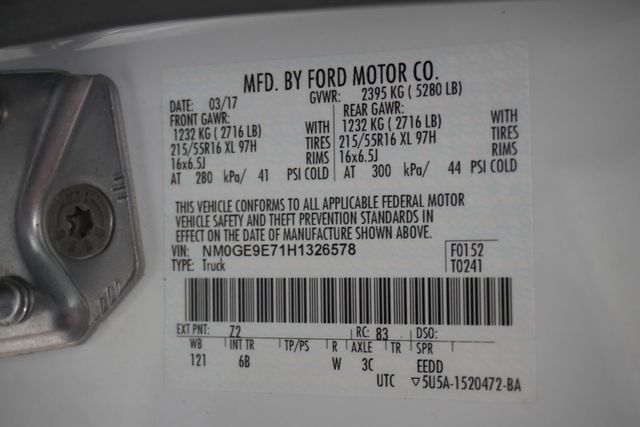 MFD. BY FORD MOTOR CO.
DATE: 03/17 GVWR: 2395 KG ( 5280 LB)
FRONT GAWR: REAR GAWR:
1232 KG (2716 LB) WITH 1232 KG (2716 LB) WITH
215/55R16 XL 97H TIRES 215/55R16 XL 97H TIRES
16x6.5J RIMS 16x6.5J RIMS
AT 280 kPa/ 41 PSI COLD AT 300 kPa/ 44 PSI COLD
THIS VEHICLE CONFORMS TO ALL APPLICABLE FEDERAL MOTOR
VEHICLE SAFETY AND THEFT PREVENTION STANDARDS IN
EFFECT ON THE DATE OF MANUFACTURE SHOWN ABOVE.
VIN: NM0GE9E71H1326578 F0152
TYPE: Truck T0241
EXT PNT: Z2 RC: 83 DSO:
WB INT TR TP/PS R AXLE TR SPR
121 6B W 3C EEDD
UTC ▽5U5A-1520472-BA